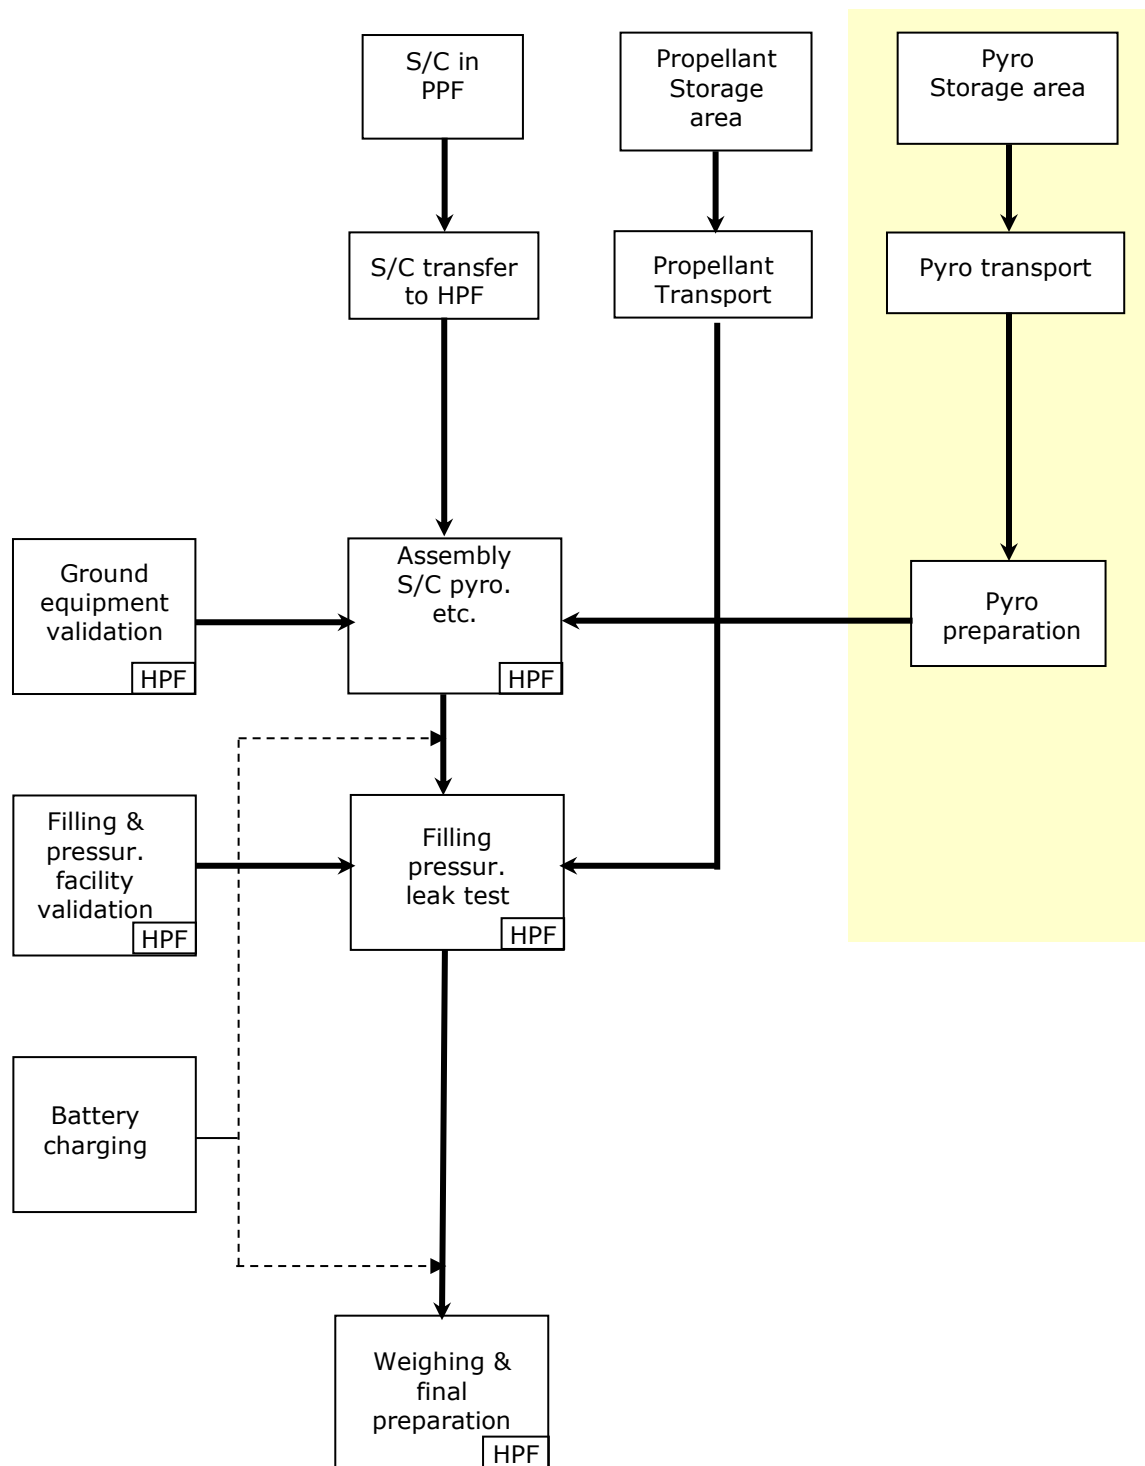 S/C in
PPF
Propellant
Storage
area
Pyro
Storage area
S/C transfer
to HPF
Propellant
Transport
Pyro transport
Ground
equipment
validation
HPF
Assembly
S/C pyro.
etc.
HPF
Pyro
preparation
Filling &
pressur.
facility
validation
HPF
Filling
pressur.
leak test
HPF
Battery
charging
Weighing &
final
preparation
HPF